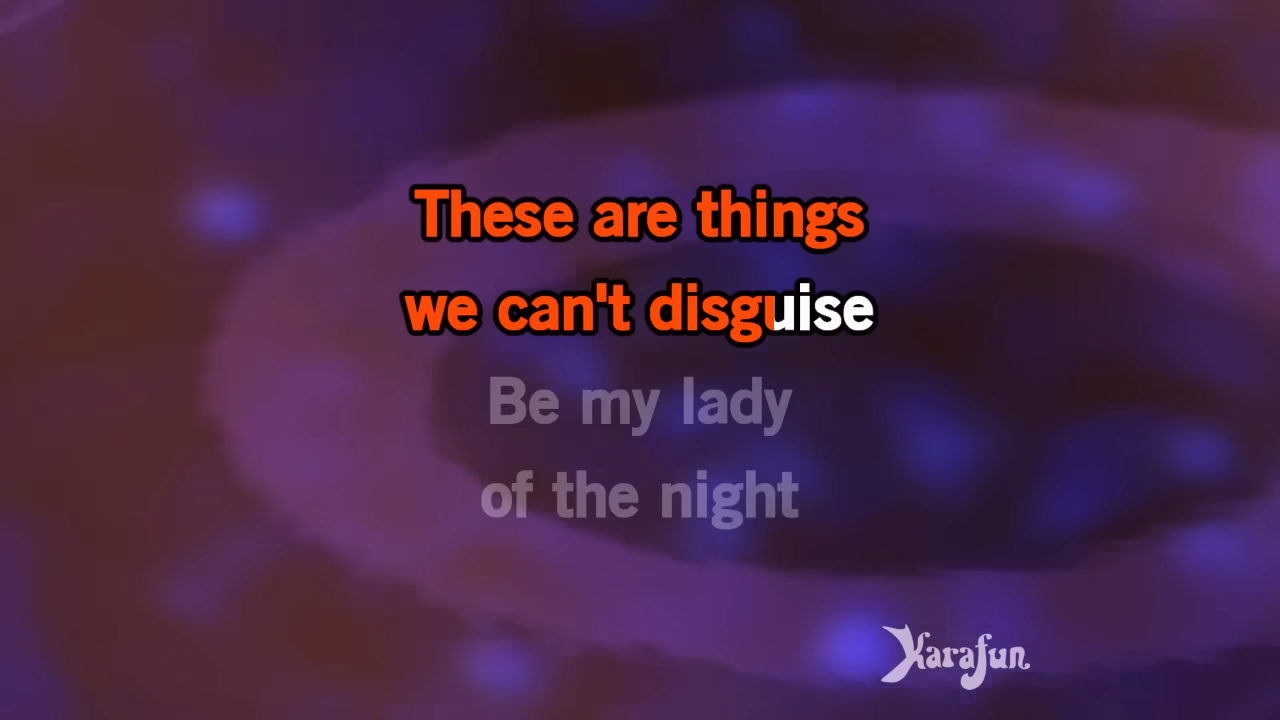 These are things
we can't disguise
Be my lady
of the night
Karafun